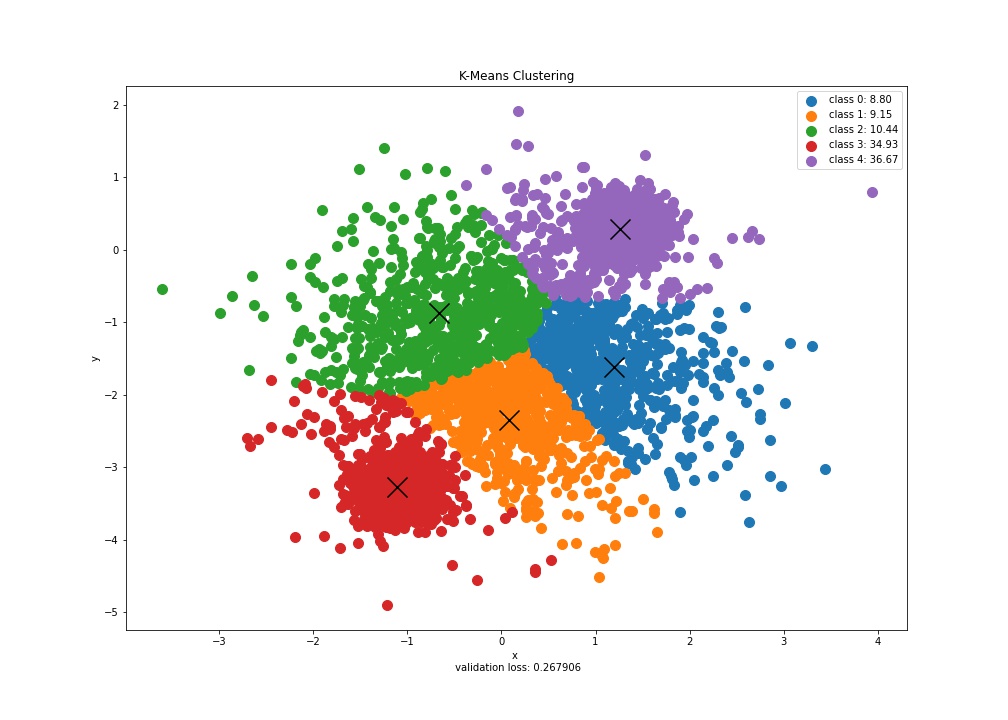 K-Means Clustering
class 0: 8.80
class 1: 9.15
class 2: 10.44
class 3: 34.93
class 4: 36.67
2
1
0
−1
−2
−3
−4
−5
y
−3 −2 −1 0 1 2 3 4
x
validation loss: 0.267906